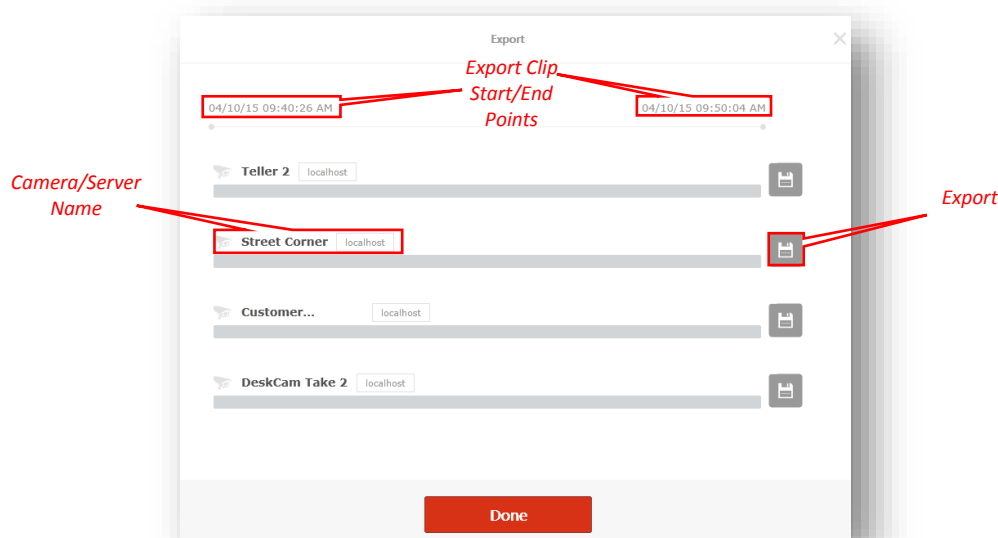 Export
Export Clip
Start/End
Points
04/10/15 09:40:26 AM
04/10/15 09:50:04 AM
Teller 2 localhost
Camera/Server
Name
Export
Street Corner localhost
Customer... localhost
DeskCam Take 2 localhost
Done